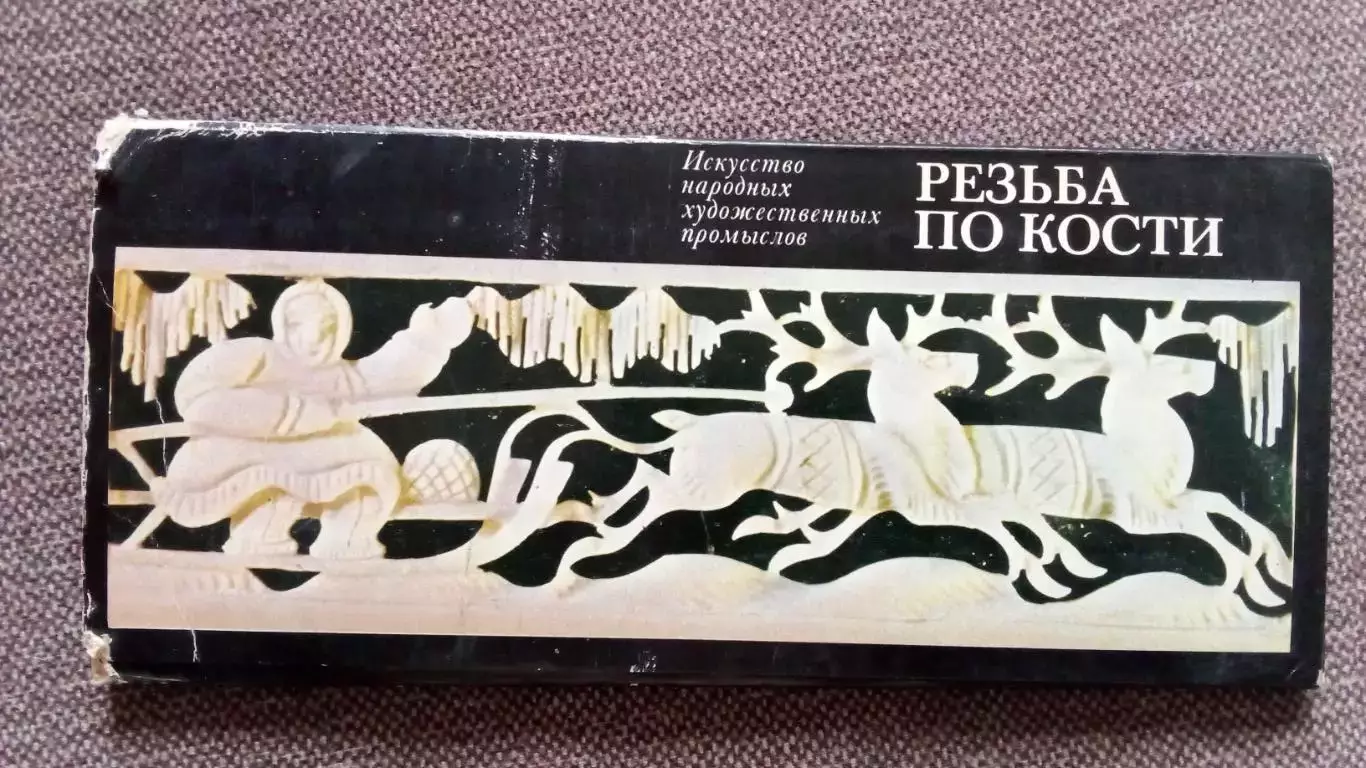 Искусство
народных
художественных
промыслов
РЕЗЬБА
ПО КОСТИ